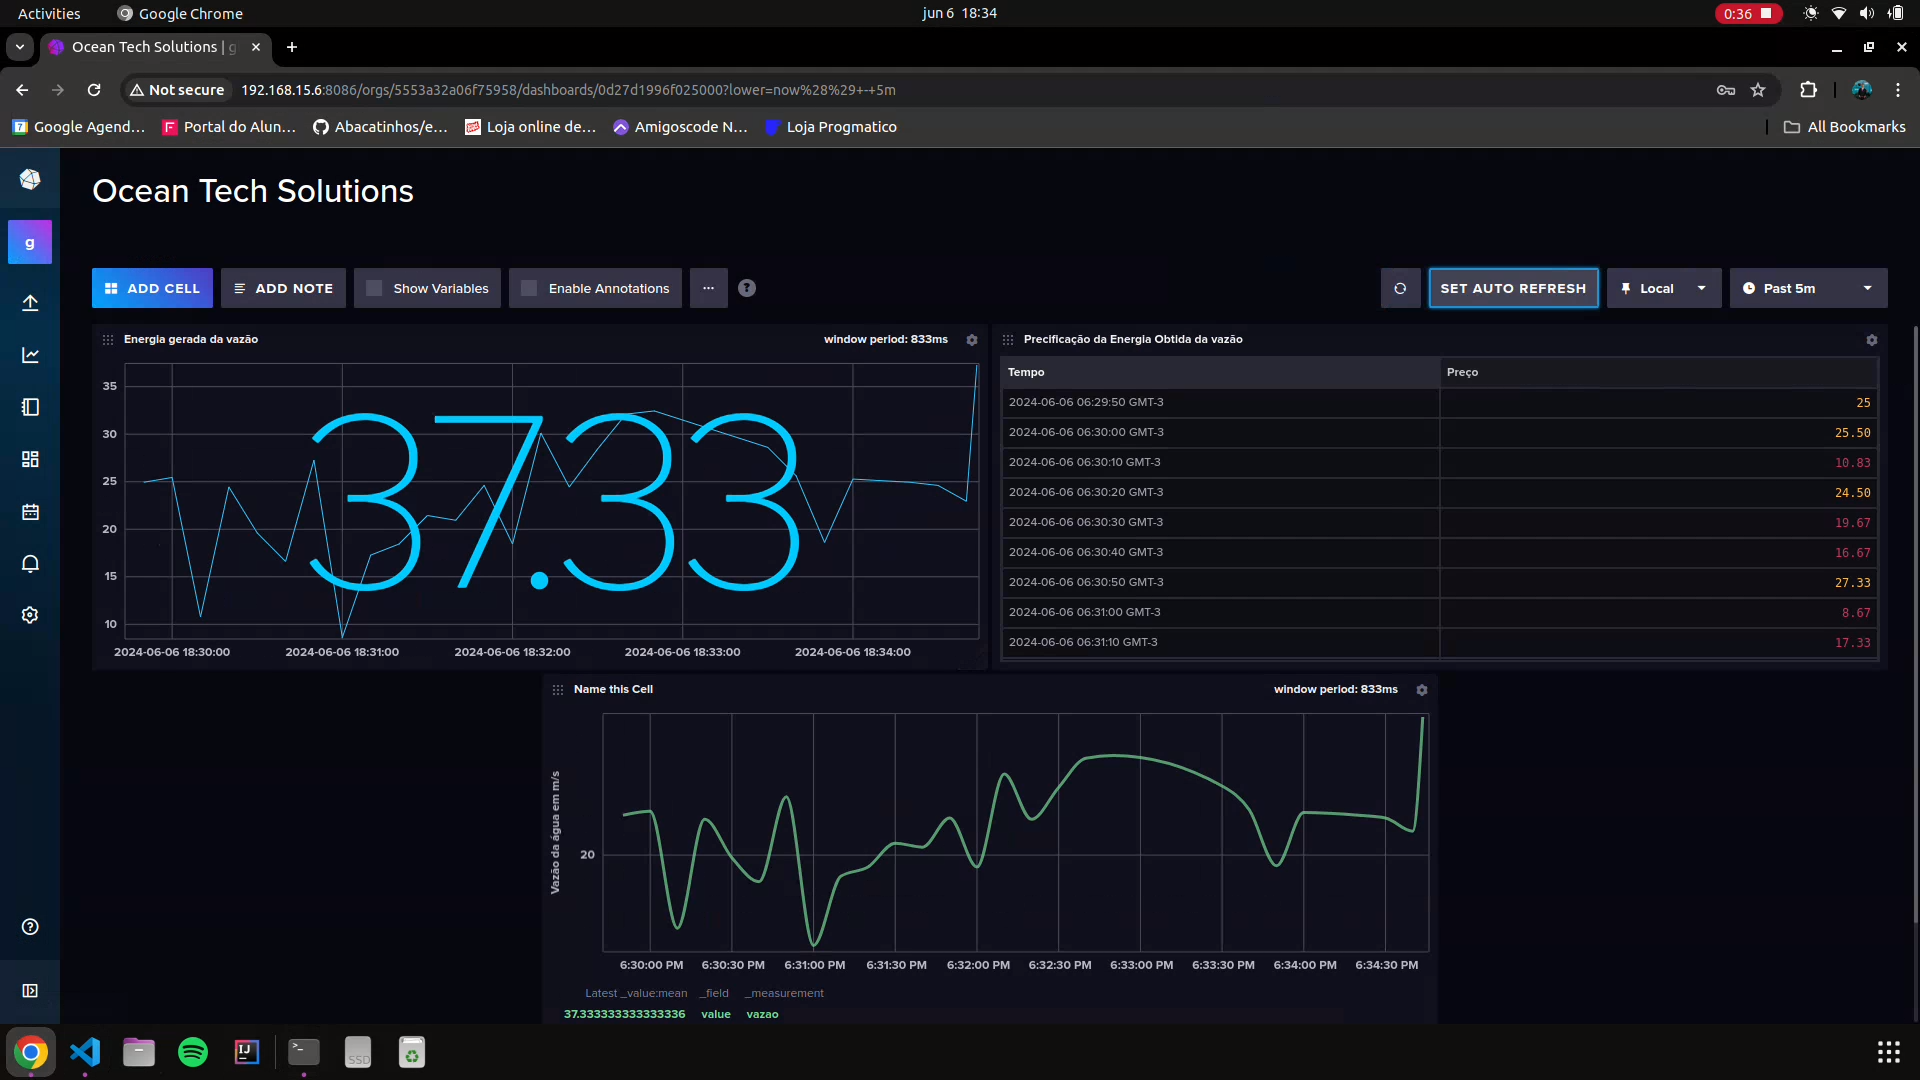 Activities
Google Chrome
jun 6 18:34
0:36
Ocean Tech Solutions | g
Not secure
192.168.15.6:8086/orgs/5553a32a06f75958/dashboards/0d27d1996f025000?lower=now%28%29+-+5m
Google Agend...
Portal do Alun...
Abacatinhos/e...
Loja online de...
Amigoscode N...
Loja Progmatico
All Bookmarks
Ocean Tech Solutions
g
ADD CELL
ADD NOTE
Show Variables
Enable Annotations
...
?
SET AUTO REFRESH
Local
Past 5m
Energia gerada da vazão
window period: 833ms
35
30
25
20
15
10
37.33
2024-06-06 18:30:00
2024-06-06 18:31:00
2024-06-06 18:32:00
2024-06-06 18:33:00
2024-06-06 18:34:00
Precificação da Energia Obtida da vazão
Tempo Preço
2024-06-06 06:29:50 GMT-3 25
2024-06-06 06:30:00 GMT-3 25.50
2024-06-06 06:30:10 GMT-3 10.83
2024-06-06 06:30:20 GMT-3 24.50
2024-06-06 06:30:30 GMT-3 19.67
2024-06-06 06:30:40 GMT-3 16.67
2024-06-06 06:30:50 GMT-3 27.33
2024-06-06 06:31:00 GMT-3 8.67
2024-06-06 06:31:10 GMT-3 17.33
Name this Cell
window period: 833ms
Vazão da água em m/s
20
6:30:00 PM
6:30:30 PM
6:31:00 PM
6:31:30 PM
6:32:00 PM
6:32:30 PM
6:33:00 PM
6:33:30 PM
6:34:00 PM
6:34:30 PM
Latest _value:mean _field _measurement
37.333333333333336 value vazao
IJ
>_
SSD